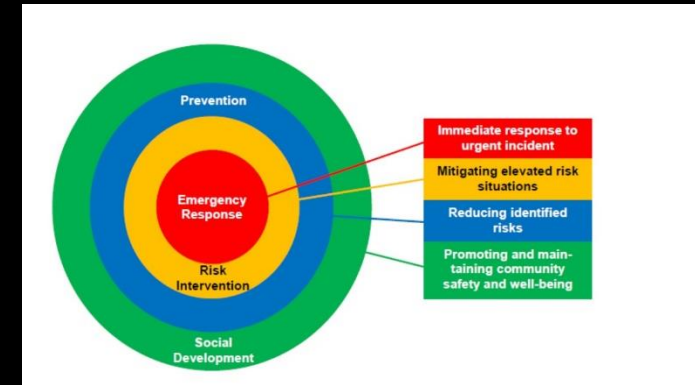 Prevention
Emergency
Response
Risk
Intervention
Social
Development
Immediate response to
urgent incident
Mitigating elevated risk
situations
Reducing identified
risks
Promoting and main-
taining community
safety and well-being